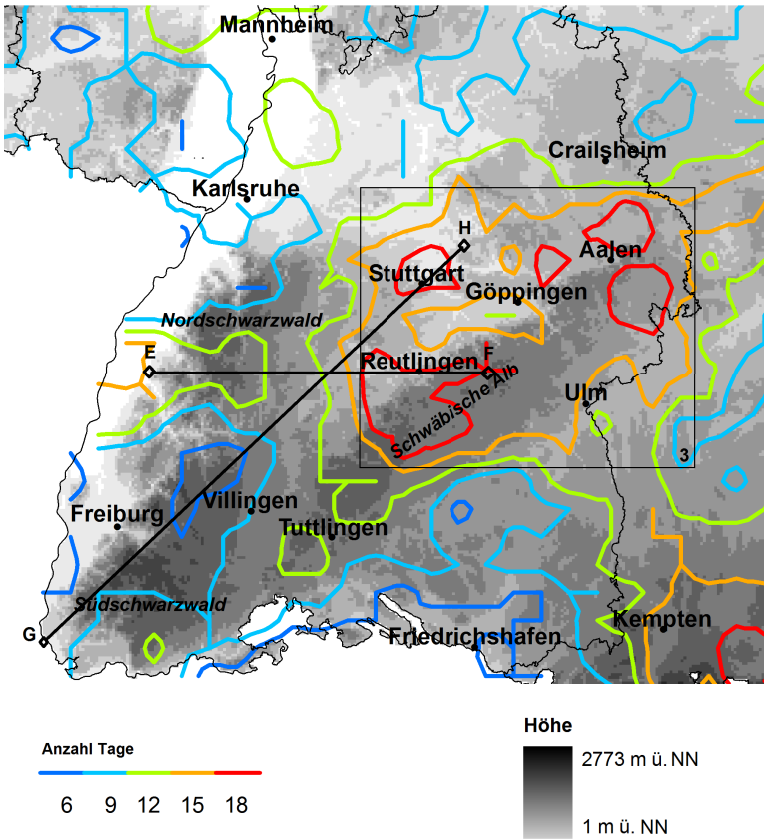 Mannheim
Crailsheim
Karlsruhe
H
Aalen
Stuttgart
Göppingen
Nordschwarzwald
E
Reutlingen F
Schwäbische Alb
Ulm
3
Villingen
Freiburg
Tuttlingen
Südschwarzwald
G
Friedrichshafen
Kempten
Höhe
Anzahl Tage
2773 m ü. NN
6 9 12 15 18
1 m ü. NN